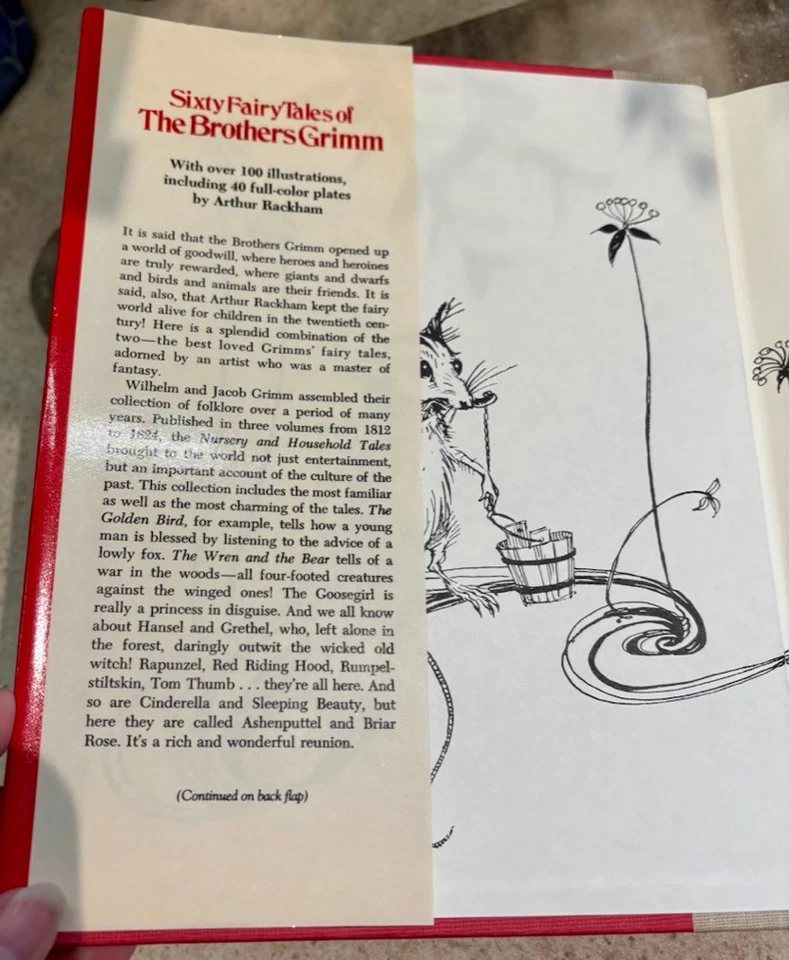 Sixty Fairy Tales of
The Brothers Grimm
With over 100 illustrations,
including 40 full-color plates
by Arthur Rackham
It is said that the Brothers Grimm opened up
a world of goodwill, where heroes and heroines
are truly rewarded, where giants and dwarfs
and birds and animals are their friends. It is
said, also, that Arthur Rackham kept the fairy
world alive for children in the twentieth cen-
tury! Here is a splendid combination of the
two—the best loved Grimms' fairy tales,
adorned by an artist who was a master of
fantasy.
Wilhelm and Jacob Grimm assembled their
collection of folklore over a period of many
years. Published in three volumes from 1812
to 1824, the Nursery and Household Tales
brought to the world not just entertainment,
but an important account of the culture of the
past. This collection includes the most familiar
as well as the most charming of the tales. The
Golden Bird, for example, tells how a young
man is blessed by listening to the advice of a
lowly fox. The Wren and the Bear tells of a
war in the woods—all four-footed creatures
against the winged ones! The Goosegirl is
really a princess in disguise. And we all know
about Hansel and Grethel, who, left alone in
the forest, daringly outwit the wicked old
witch! Rapunzel, Red Riding Hood, Rumpel-
stiltskin, Tom Thumb . . . they're all here. And
so are Cinderella and Sleeping Beauty, but
here they are called Ashenputtel and Briar
Rose. It's a rich and wonderful reunion.
(Continued on back flap)